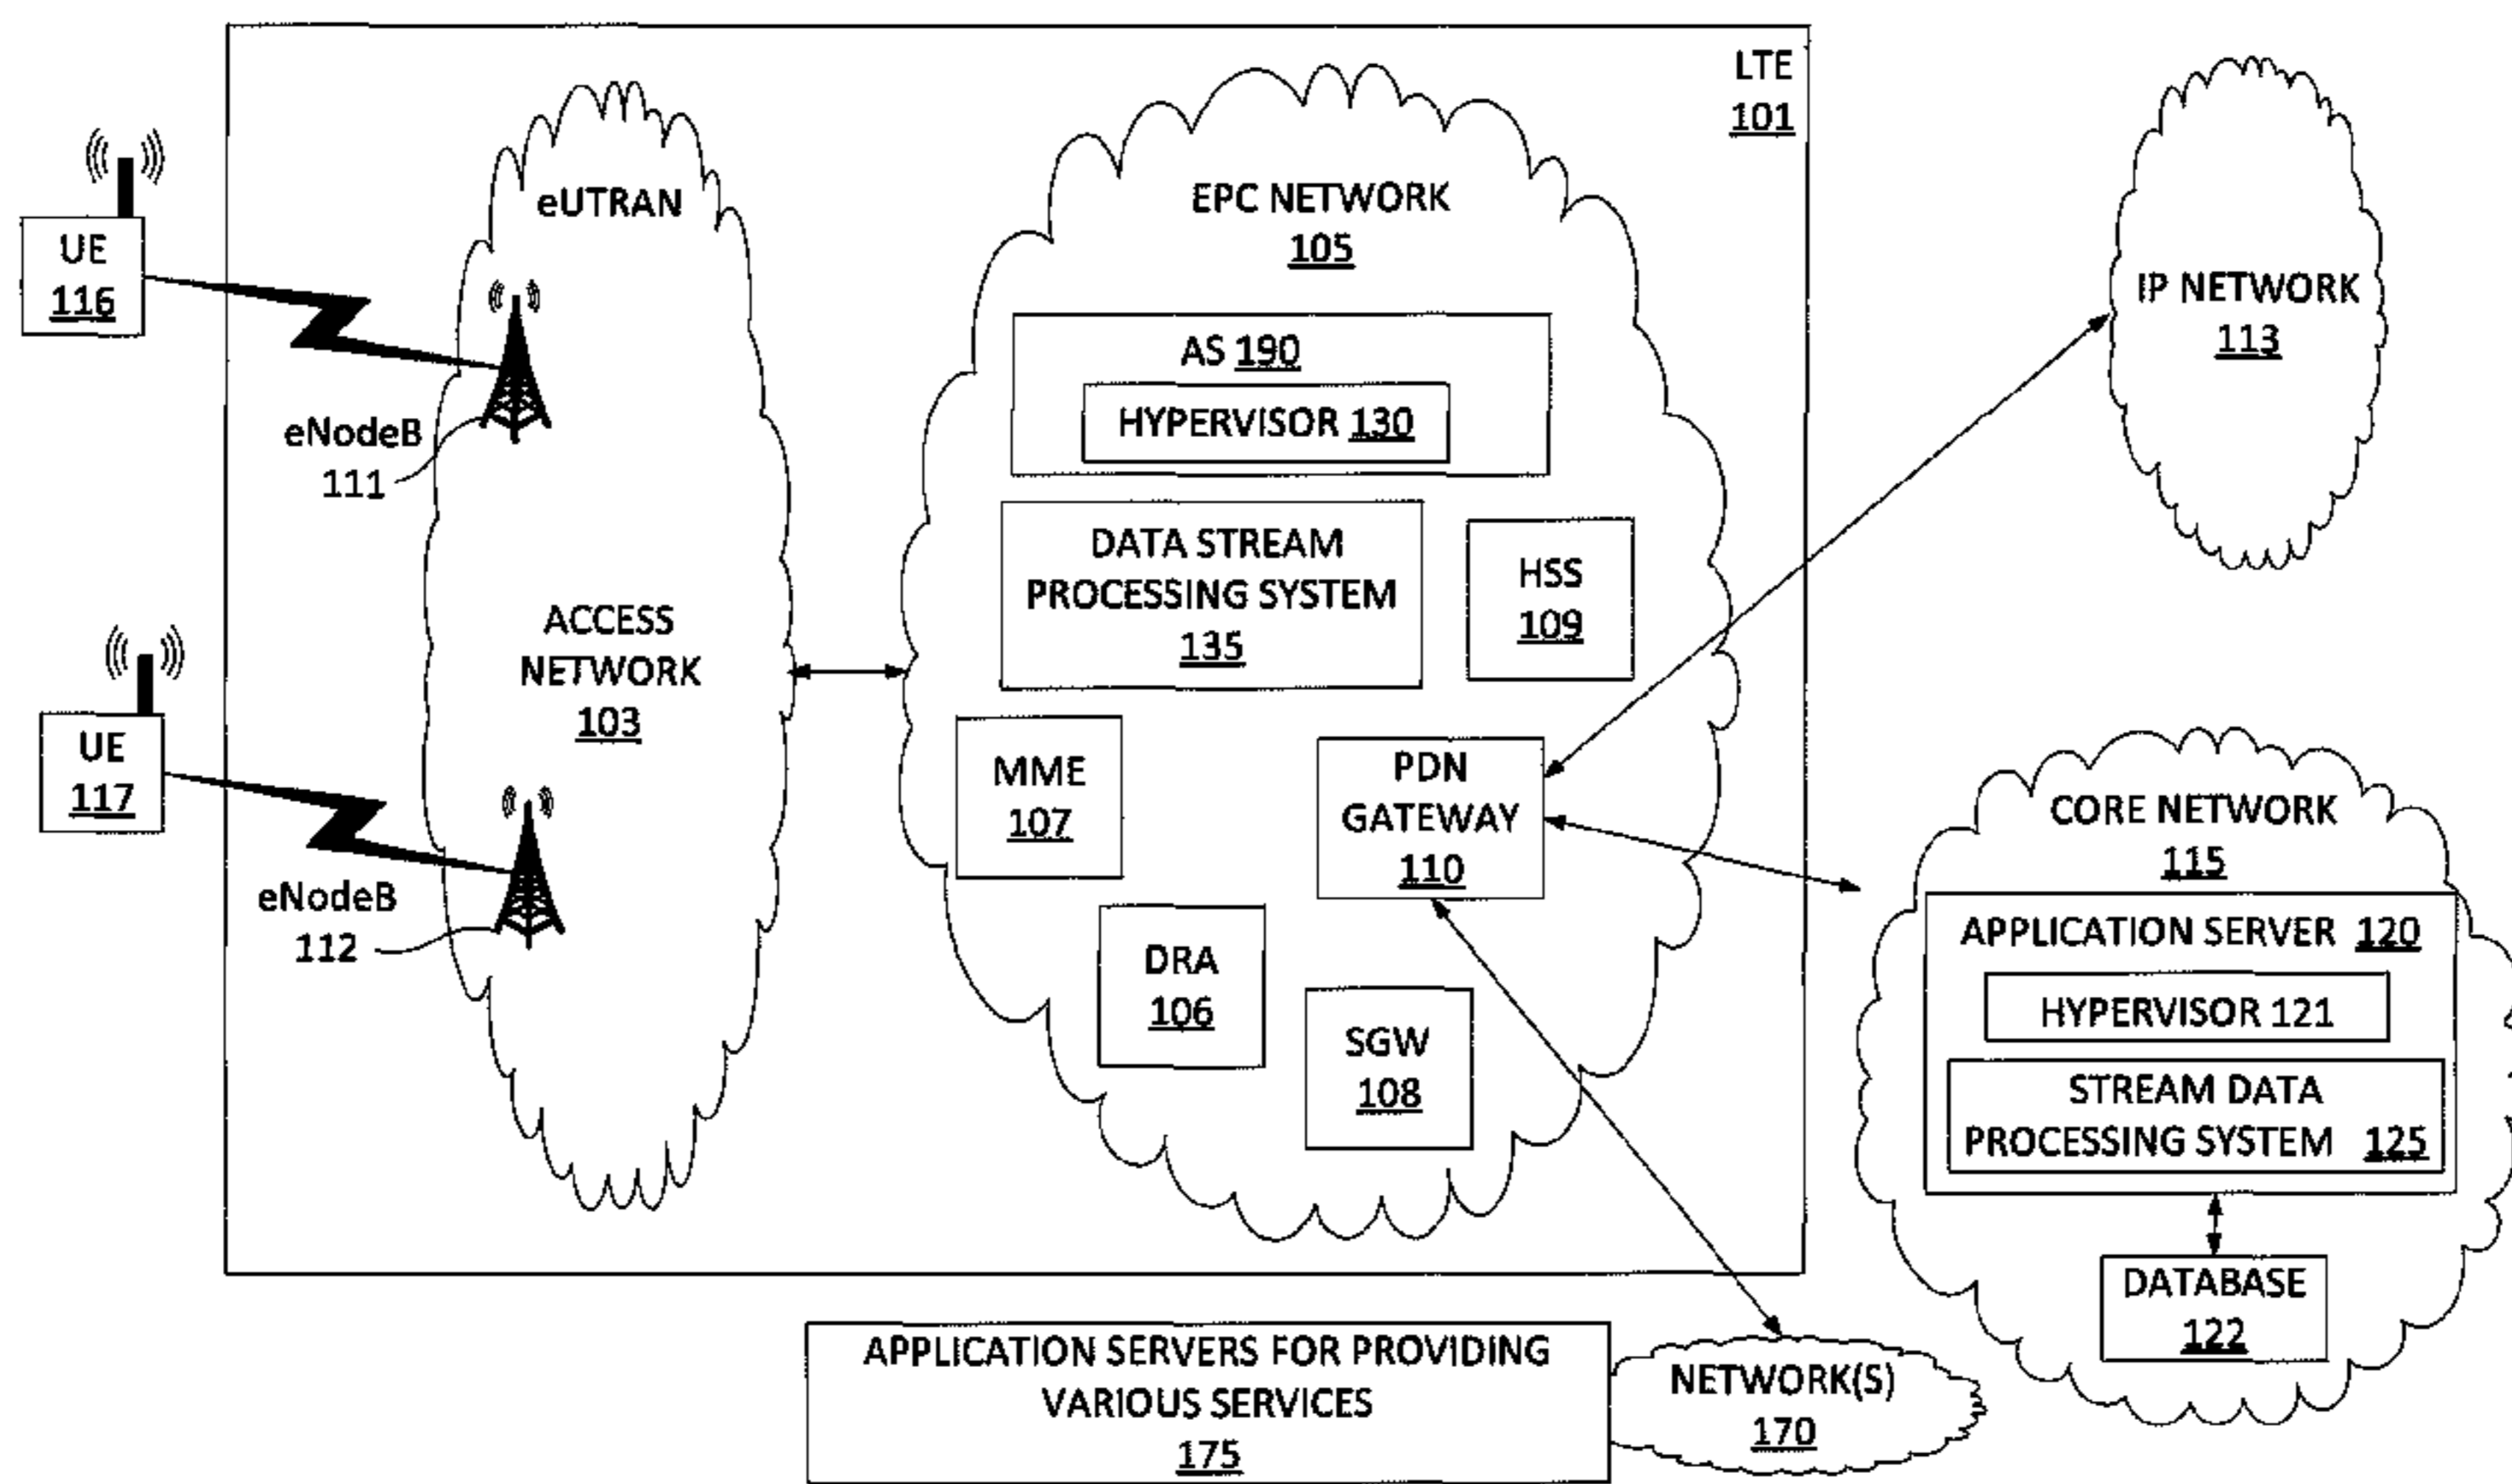 LTE
101
UE
116
UE
117
eUTRAN
eNodeB
111
ACCESS
NETWORK
103
eNodeB
112
EPC NETWORK
105
AS 190
HYPERVISOR 130
DATA STREAM
PROCESSING SYSTEM
135
HSS
109
MME
107
PDN
GATEWAY
110
DRA
106
SGW
108
IP NETWORK
113
CORE NETWORK
115
APPLICATION SERVER 120
HYPERVISOR 121
STREAM DATA
PROCESSING SYSTEM 125
DATABASE
122
APPLICATION SERVERS FOR PROVIDING
VARIOUS SERVICES
175
NETWORK(S)
170